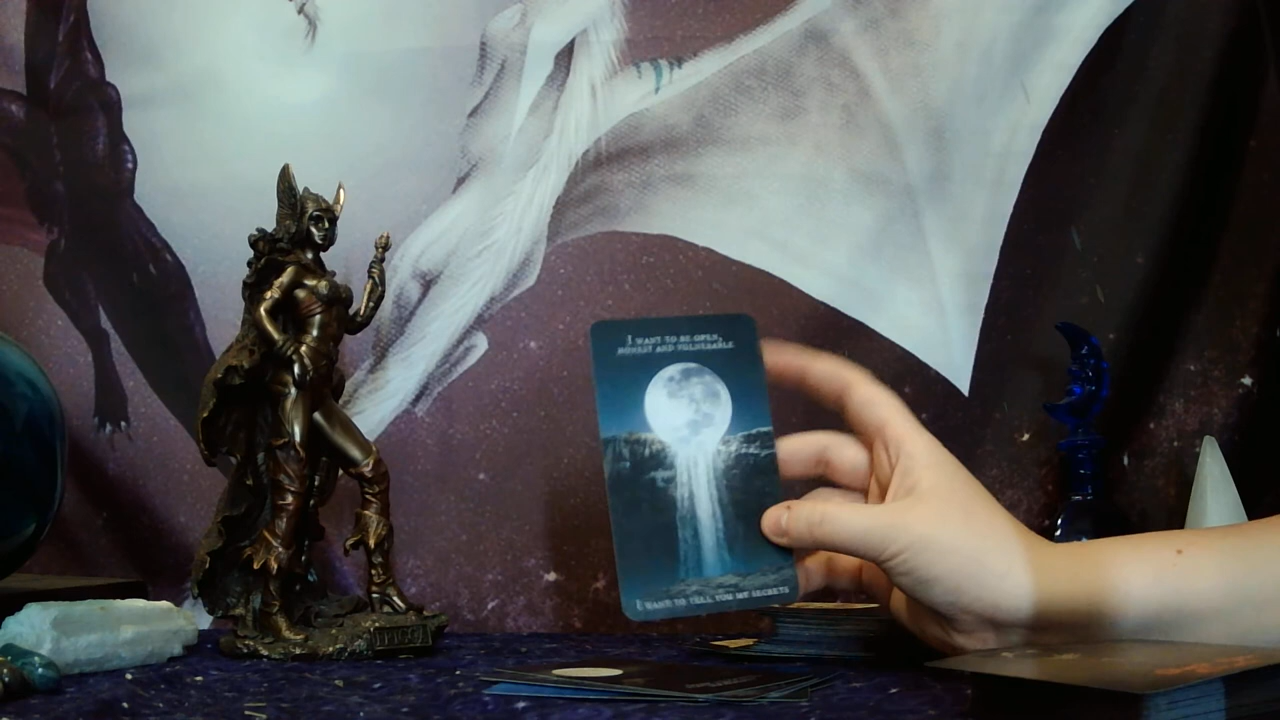 I WANT TO BE OPEN,
HONEST AND VULNERABLE
I WANT TO TELL YOU MY SECRETS